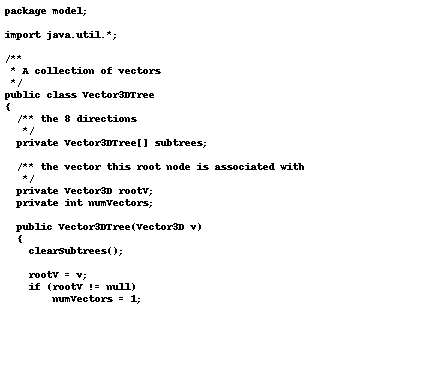 package model;
import java.util.*;
/**
* A collection of vectors
*/
public class Vector3DTree
{
/** the 8 directions
*/
private Vector3DTree[] subtrees;
/** the vector this root node is associated with
*/
private Vector3D rootV;
private int numVectors;
public Vector3DTree(Vector3D v)
{
clearSubtrees();
rootV = v;
if (rootV != null)
numVectors = 1;